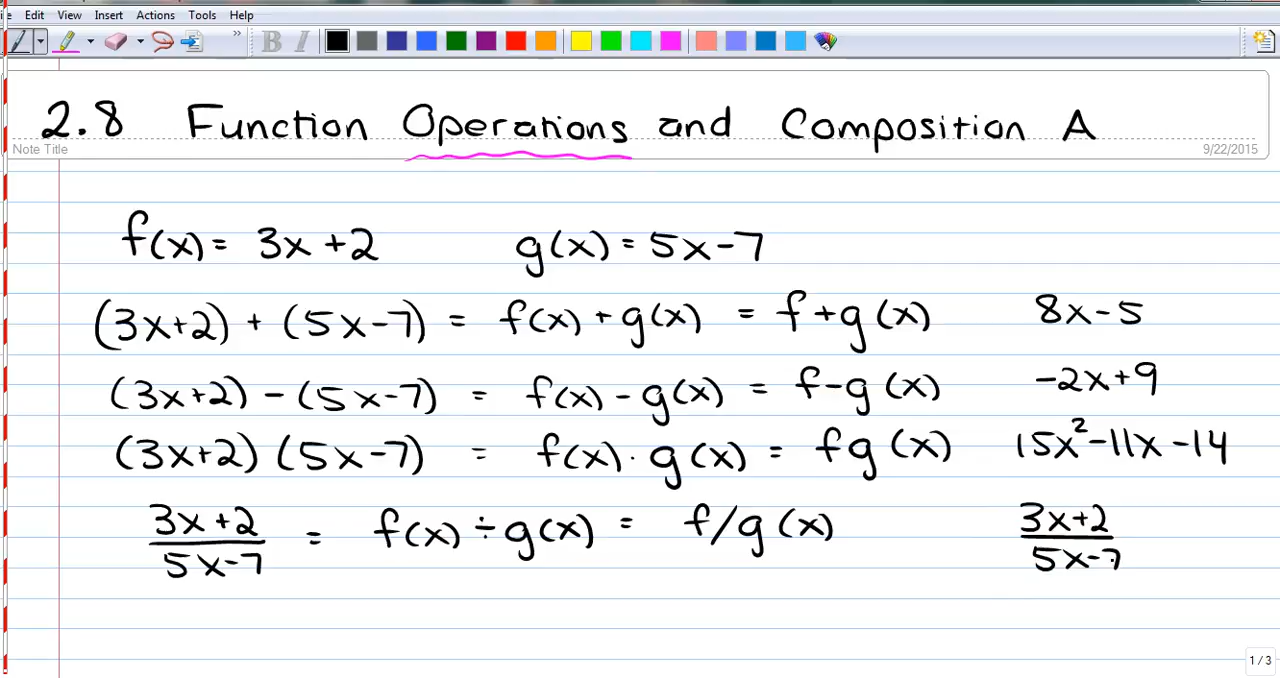 Edit View Insert Actions Tools Help
B I
2.8 Function Operations and Composition A
Note Title 9/22/2015
f(x) = 3x + 2 g(x) = 5x - 7
(3x+2) + (5x-7) = f(x) + g(x) = f+g(x) 8x - 5
(3x+2) - (5x-7) = f(x) - g(x) = f-g(x) -2x+9
(3x+2)(5x-7) = f(x) · g(x) = fg(x) 15x² - 11x - 14
3x+2 / 5x-7 = f(x) ÷ g(x) = f/g(x) 3x+2 / 5x-7
1 / 3